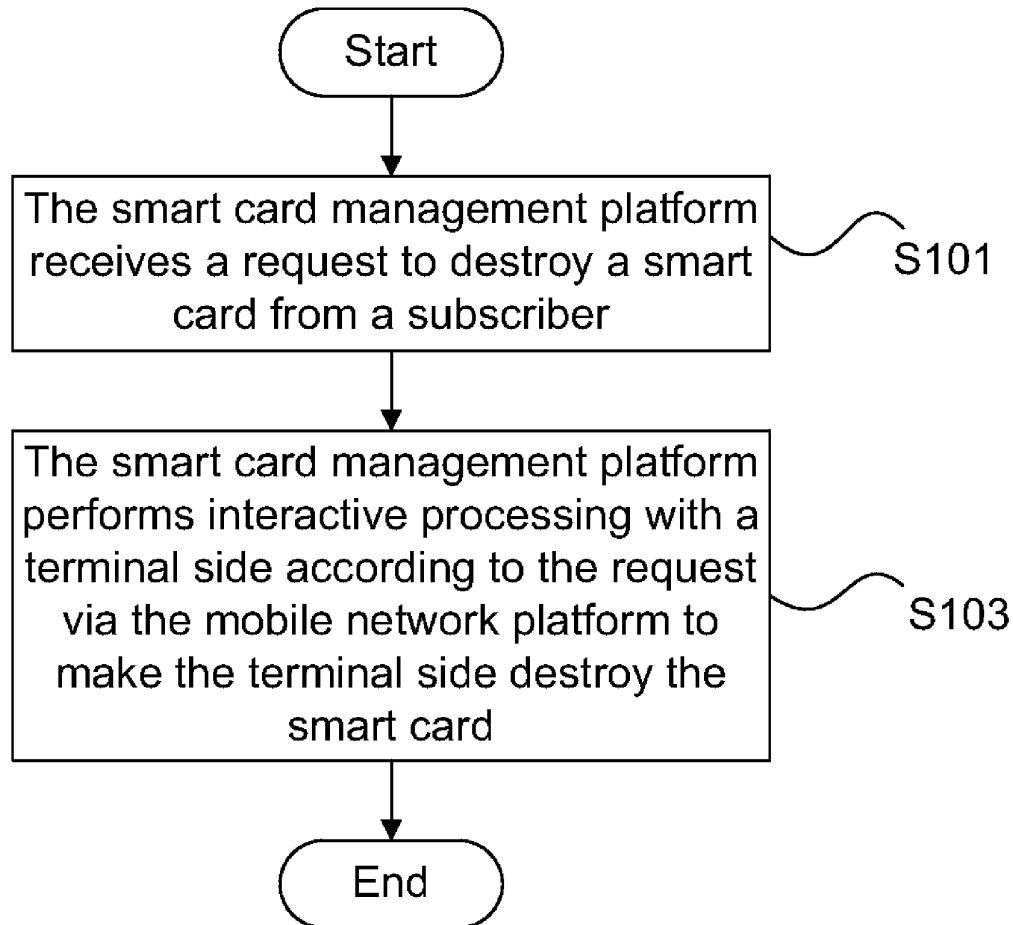 Start
The smart card management platform
receives a request to destroy a smart
card from a subscriber
S101
The smart card management platform
performs interactive processing with a
terminal side according to the request
via the mobile network platform to
make the terminal side destroy the
smart card
S103
End